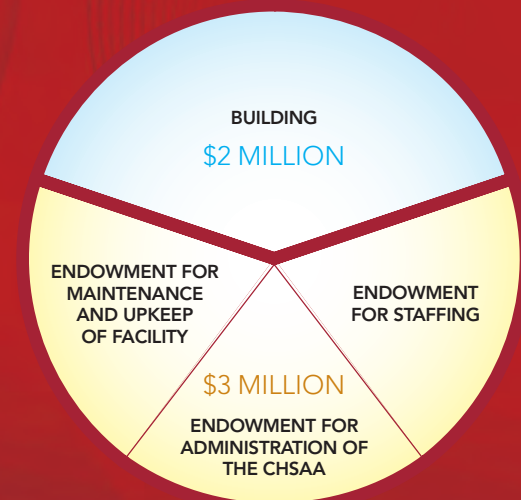 BUILDING
$2 MILLION
ENDOWMENT FOR
MAINTENANCE
AND UPKEEP
OF FACILITY
ENDOWMENT
FOR STAFFING
$3 MILLION
ENDOWMENT FOR
ADMINISTRATION OF
THE CHSAA